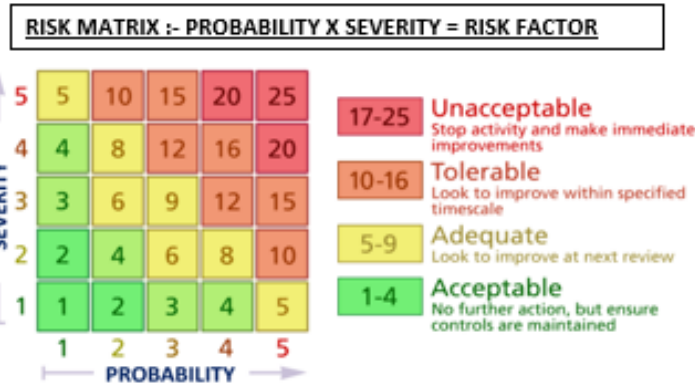 RISK MATRIX :- PROBABILITY X SEVERITY = RISK FACTOR
5 5 10 15 20 25
4 4 8 12 16 20
3 3 6 9 12 15
2 2 4 6 8 10
1 1 2 3 4 5
1 2 3 4 5
PROBABILITY
SEVERITY
17-25 Unacceptable
Stop activity and make immediate
improvements
10-16 Tolerable
Look to improve within specified
timescale
5-9 Adequate
Look to improve at next review
1-4 Acceptable
No further action, but ensure
controls are maintained